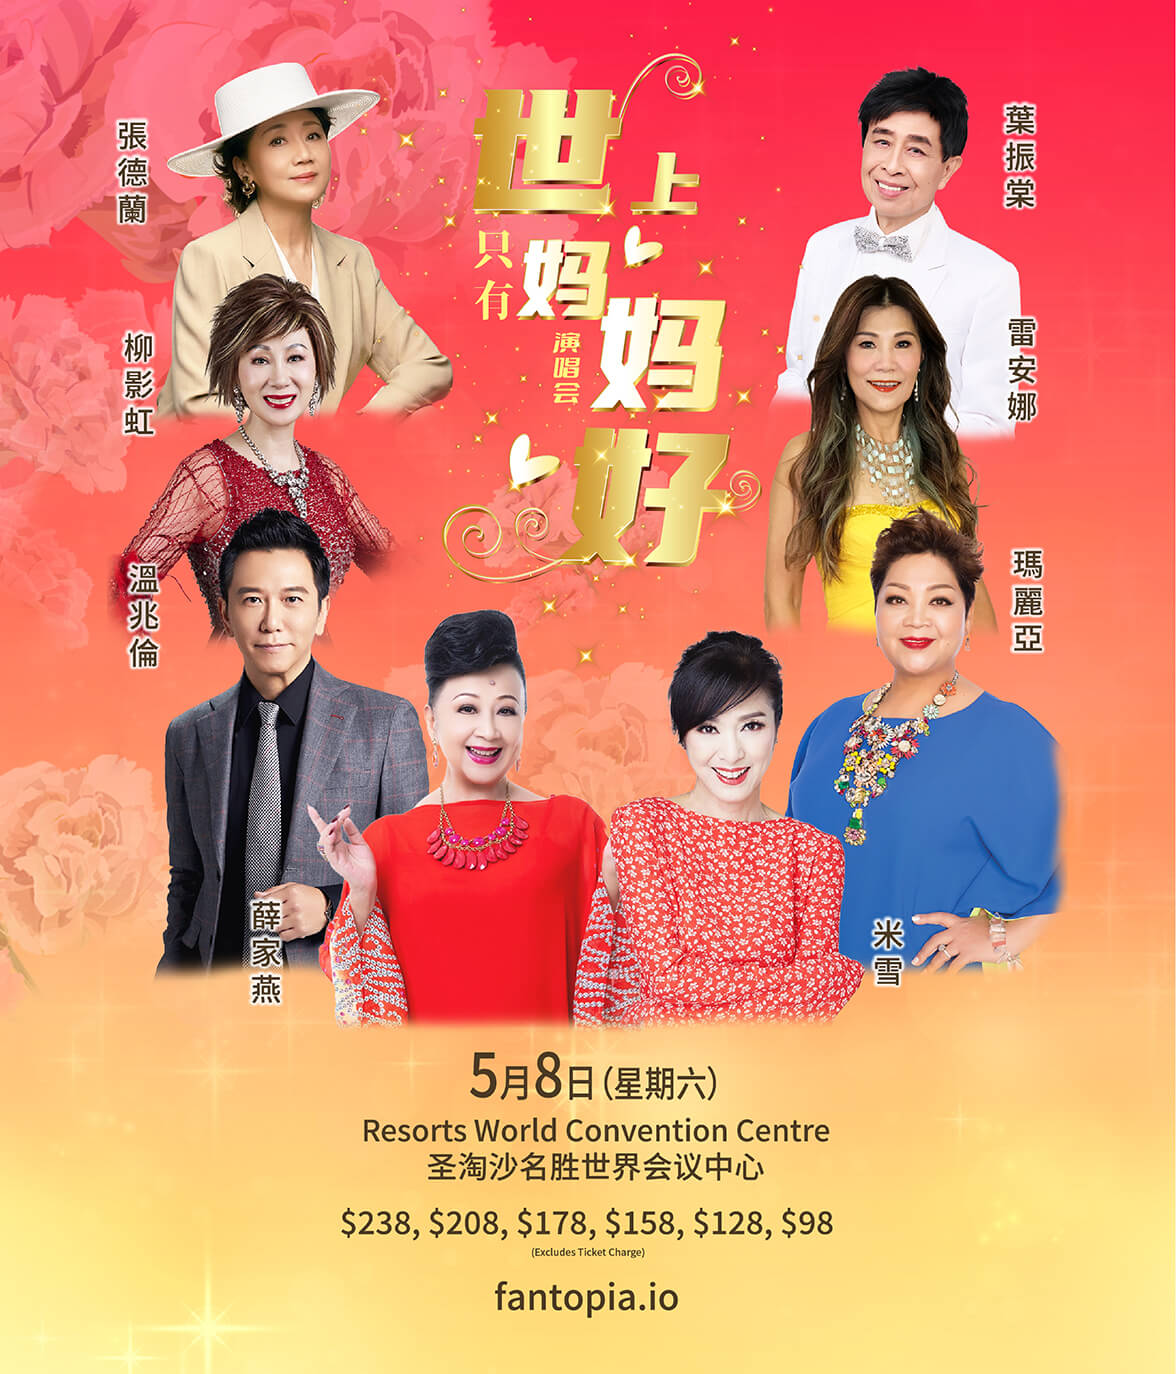 世上
只有
妈妈
好
演唱会
張德蘭
葉振棠
柳影虹
雷安娜
溫兆倫
瑪麗亞
薛家燕
米雪
5月8日（星期六）
Resorts World Convention Centre
圣淘沙名胜世界会议中心
$238, $208, $178, $158, $128, $98
(Excludes Ticket Charge)
fantopia.io